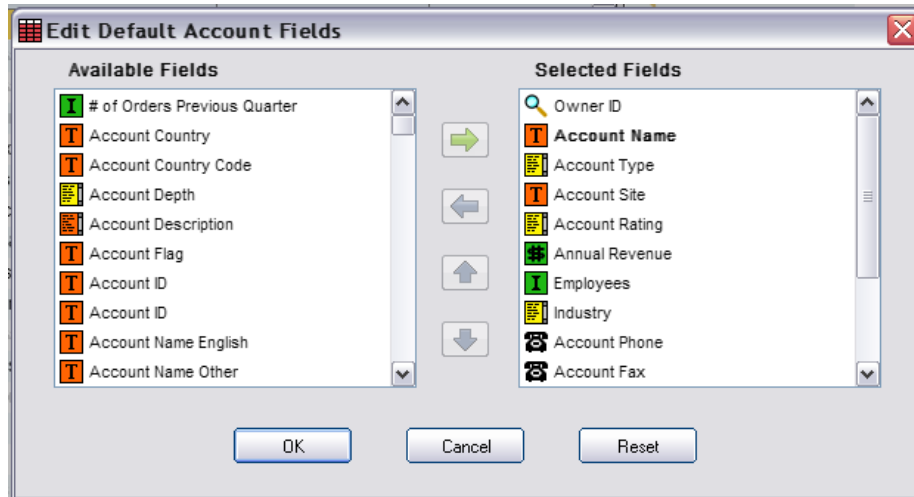 Edit Default Account Fields
Available Fields
# of Orders Previous Quarter
Account Country
Account Country Code
Account Depth
Account Description
Account Flag
Account ID
Account ID
Account Name English
Account Name Other
Selected Fields
Owner ID
Account Name
Account Type
Account Site
Account Rating
Annual Revenue
Employees
Industry
Account Phone
Account Fax
OK
Cancel
Reset